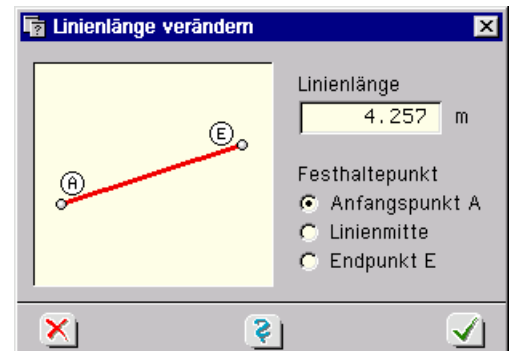 Linienlänge verändern
Linienlänge
4.257 m
E
A
Festhaltepunkt
Anfangspunkt A
Linienmitte
Endpunkt E